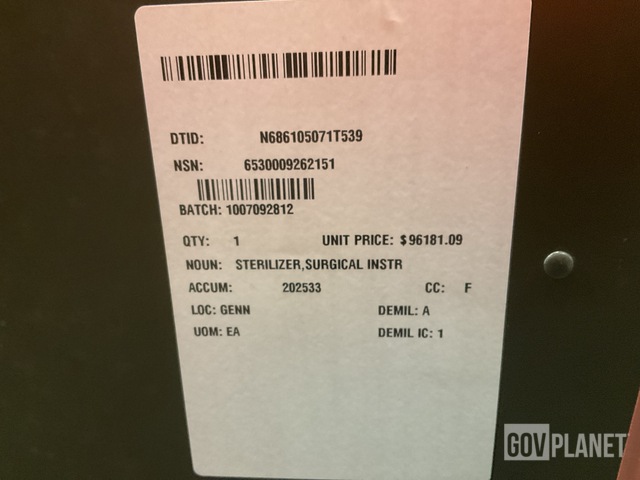 DTID: N686105071T539
NSN: 6530009262151
BATCH: 1007092812
QTY: 1 UNIT PRICE: $96181.09
NOUN: STERILIZER,SURGICAL INSTR
ACCUM: 202533 CC: F
LOC: GENN DEMIL: A
UOM: EA DEMIL IC: 1
GOVPLANET